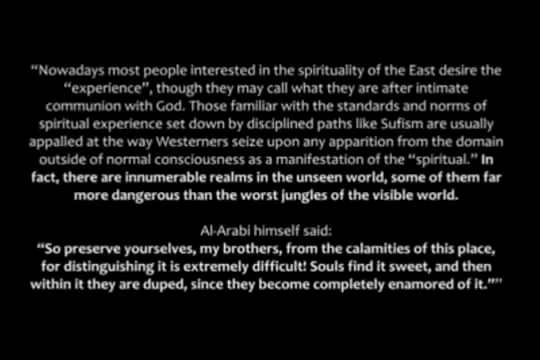 “Nowadays most people interested in the spirituality of the East desire the
“experience”, though they may call what they are after intimate
communion with God. Those familiar with the standards and norms of
spiritual experience set down by disciplined paths like Sufism are usually
appalled at the way Westerners seize upon any apparition from the domain
outside of normal consciousness as a manifestation of the “spiritual.” In
fact, there are innumerable realms in the unseen world, some of them far
more dangerous than the worst jungles of the visible world.
Al-Arabi himself said:
“So preserve yourselves, my brothers, from the calamities of this place,
for distinguishing it is extremely difficult! Souls find it sweet, and then
within it they are duped, since they become completely enamored of it.””